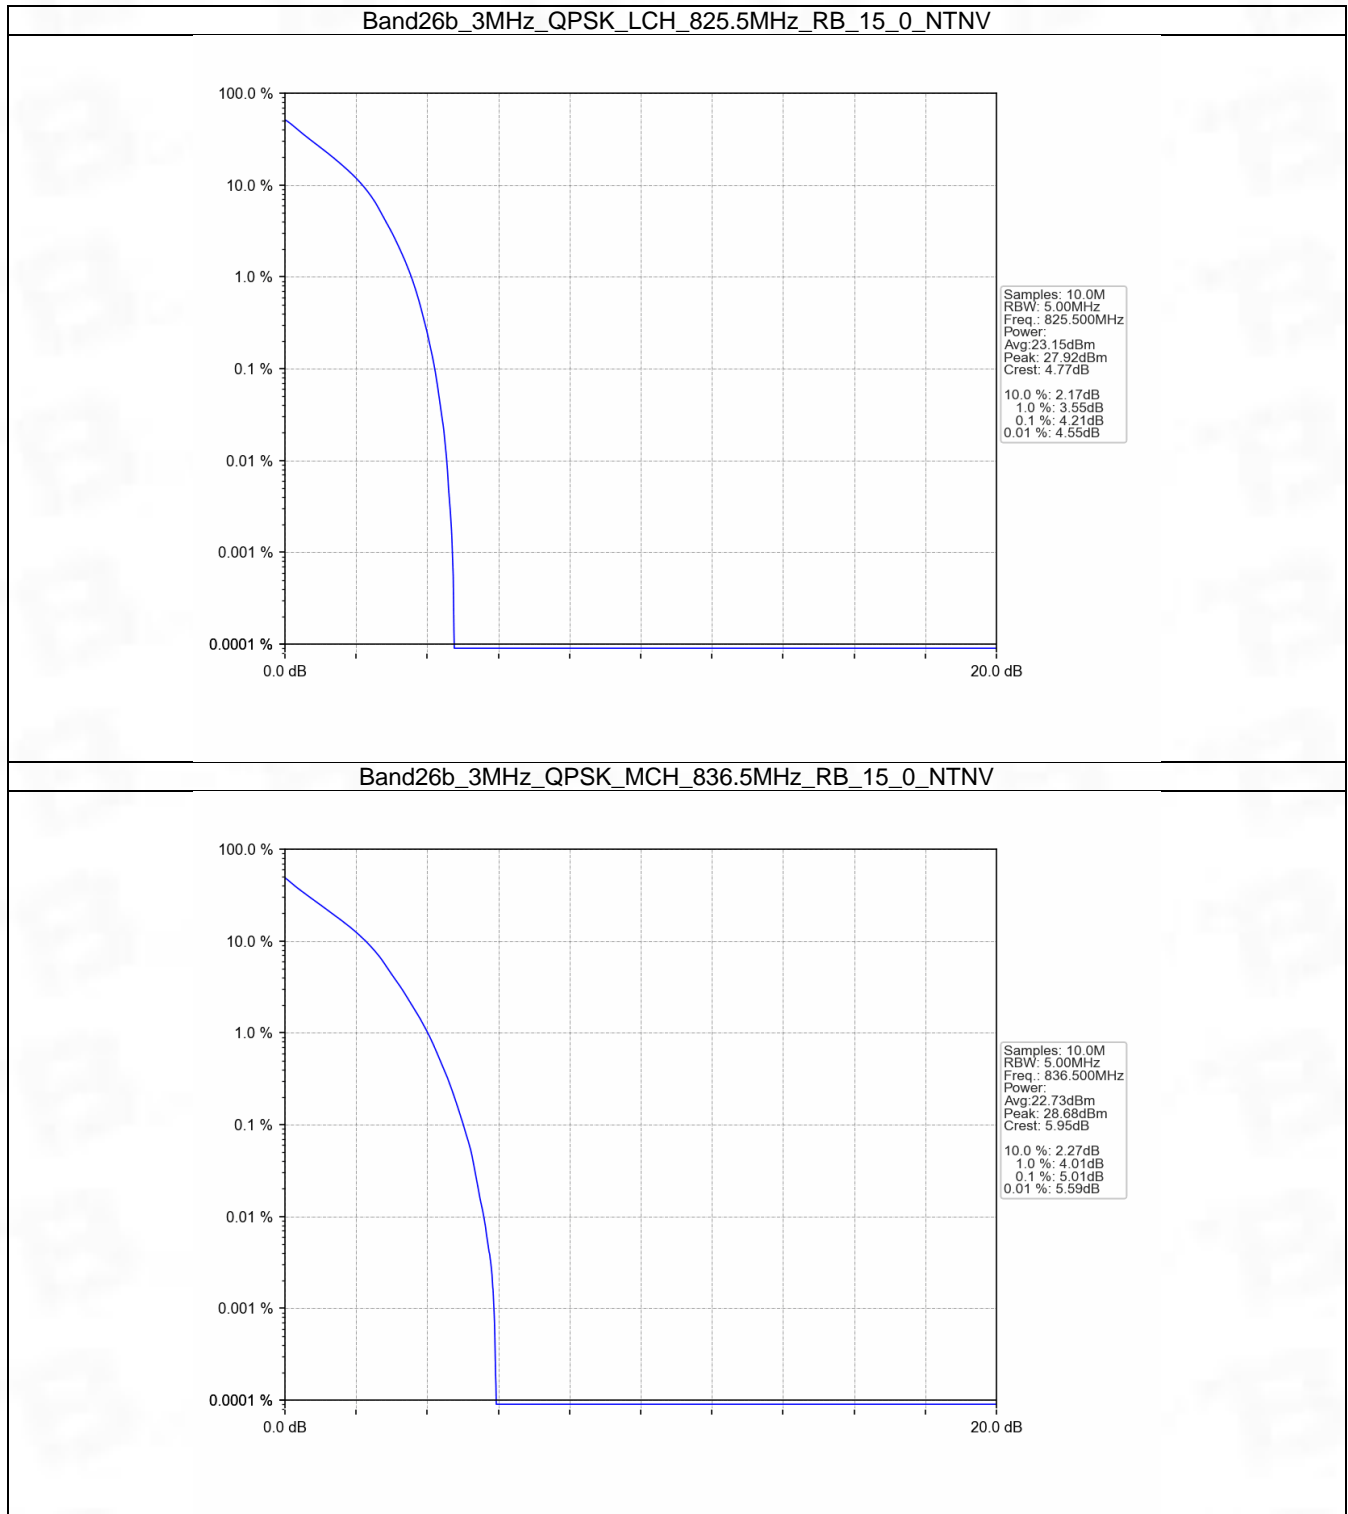 Band26b_3MHz_QPSK_LCH_825.5MHz_RB_15_0_NTNV
100.0 %
10.0 %
1.0 %
0.1 %
0.01 %
0.001 %
0.0001 %
0.0 dB
20.0 dB
Samples: 10.0M
RBW: 5.00MHz
Freq.: 825.500MHz
Power:
Avg:23.15dBm
Peak: 27.92dBm
Crest: 4.77dB
10.0 %: 2.17dB
1.0 %: 3.55dB
0.1 %: 4.21dB
0.01 %: 4.55dB
Band26b_3MHz_QPSK_MCH_836.5MHz_RB_15_0_NTNV
100.0 %
10.0 %
1.0 %
0.1 %
0.01 %
0.001 %
0.0001 %
0.0 dB
20.0 dB
Samples: 10.0M
RBW: 5.00MHz
Freq.: 836.500MHz
Power:
Avg:22.73dBm
Peak: 28.68dBm
Crest: 5.95dB
10.0 %: 2.27dB
1.0 %: 4.01dB
0.1 %: 5.01dB
0.01 %: 5.59dB